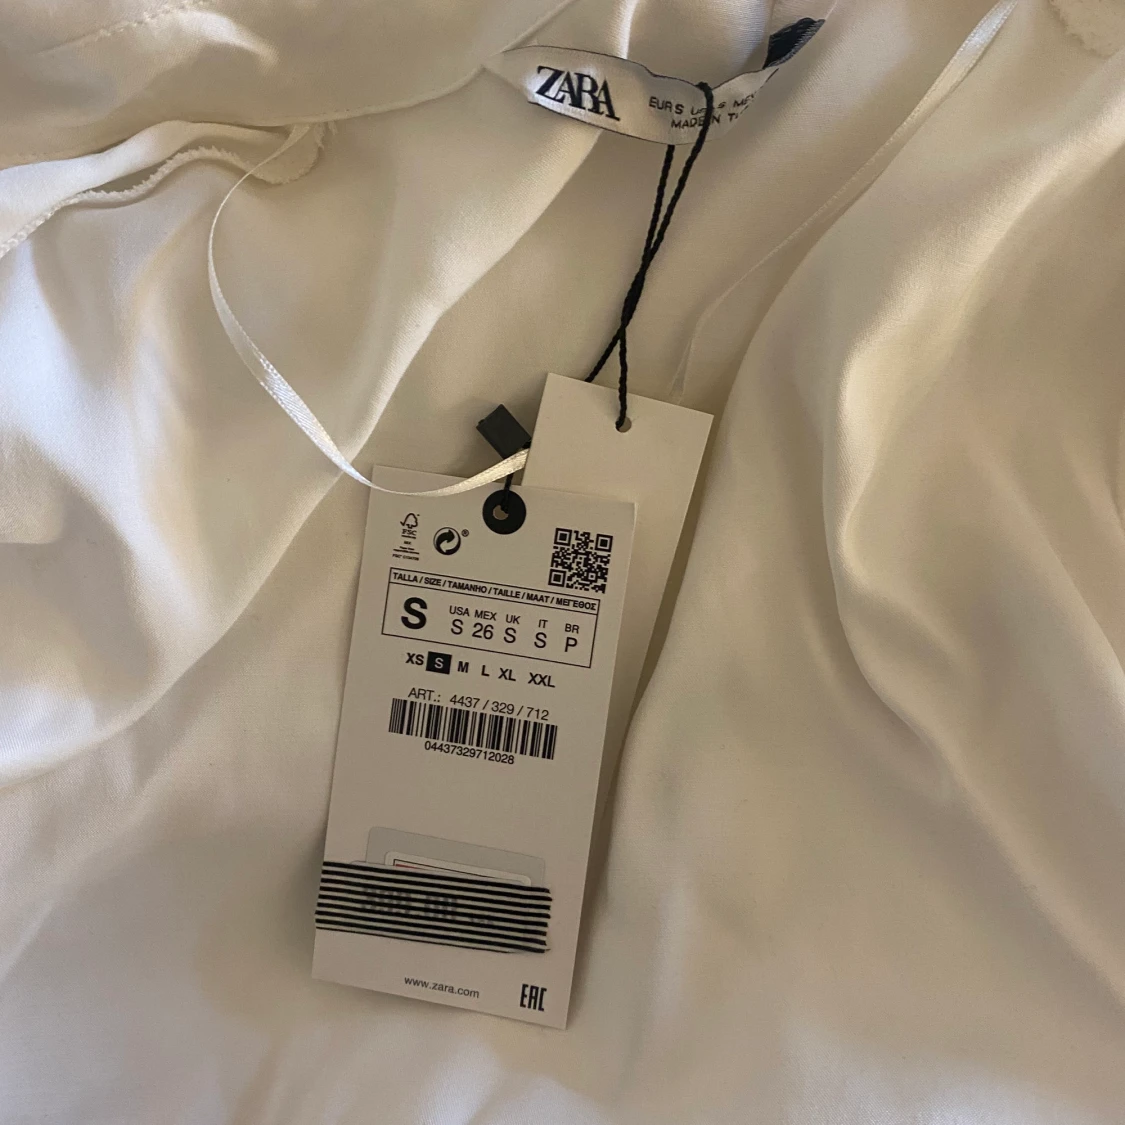 ZARA
EUR S
MADE IN
FSC
TALLA / SIZE / TAMANHO / TAILLE / MAAT / ΜΕΓΕΘΟΣ
S
USA MEX UK IT BR
S 26 S S P
XS S M L XL XXL
ART.: 4437 / 329 / 712
04437329712028
www.zara.com
EAC